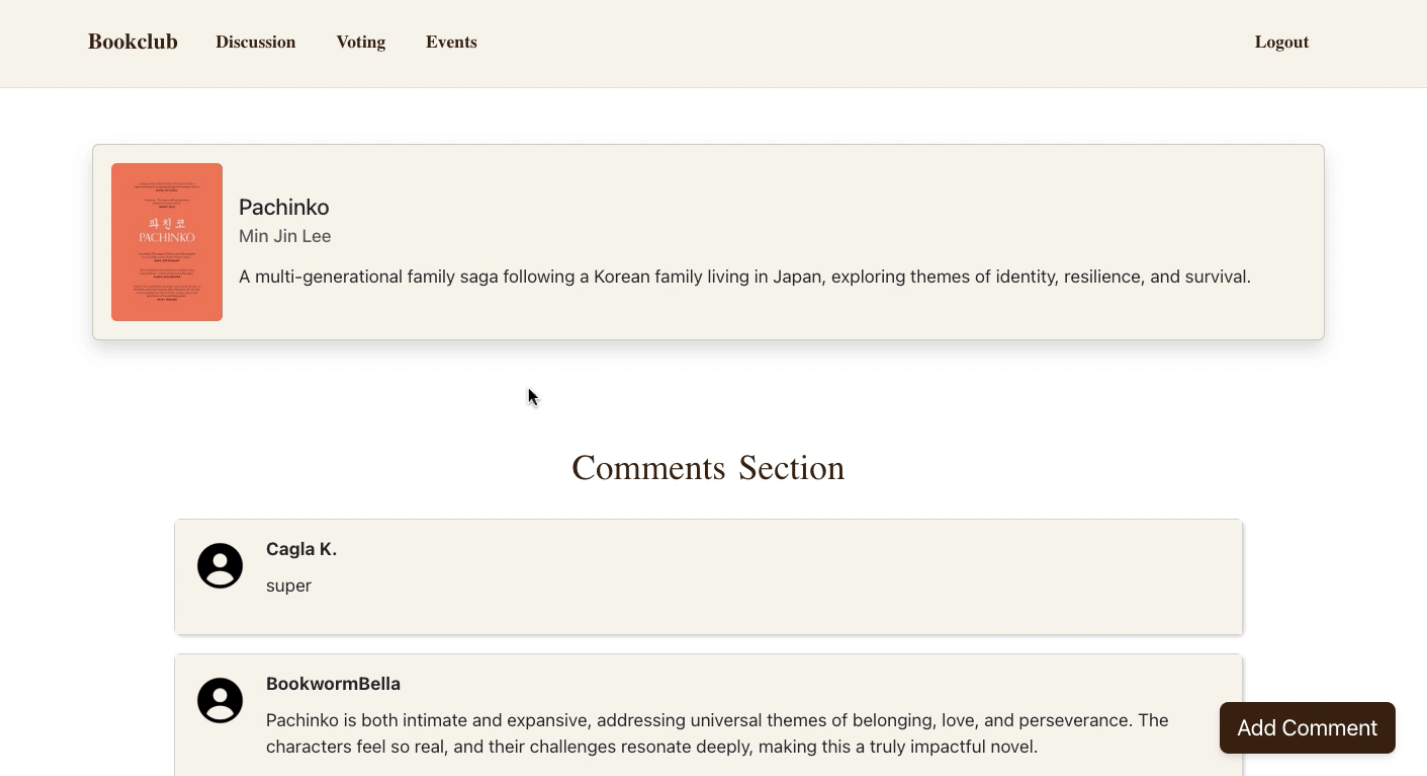 Bookclub Discussion Voting Events Logout
파친코
PACHINKO
Pachinko
Min Jin Lee
A multi-generational family saga following a Korean family living in Japan, exploring themes of identity, resilience, and survival.
Comments Section
Cagla K.
super
BookwormBella
Pachinko is both intimate and expansive, addressing universal themes of belonging, love, and perseverance. The
characters feel so real, and their challenges resonate deeply, making this a truly impactful novel.
Add Comment